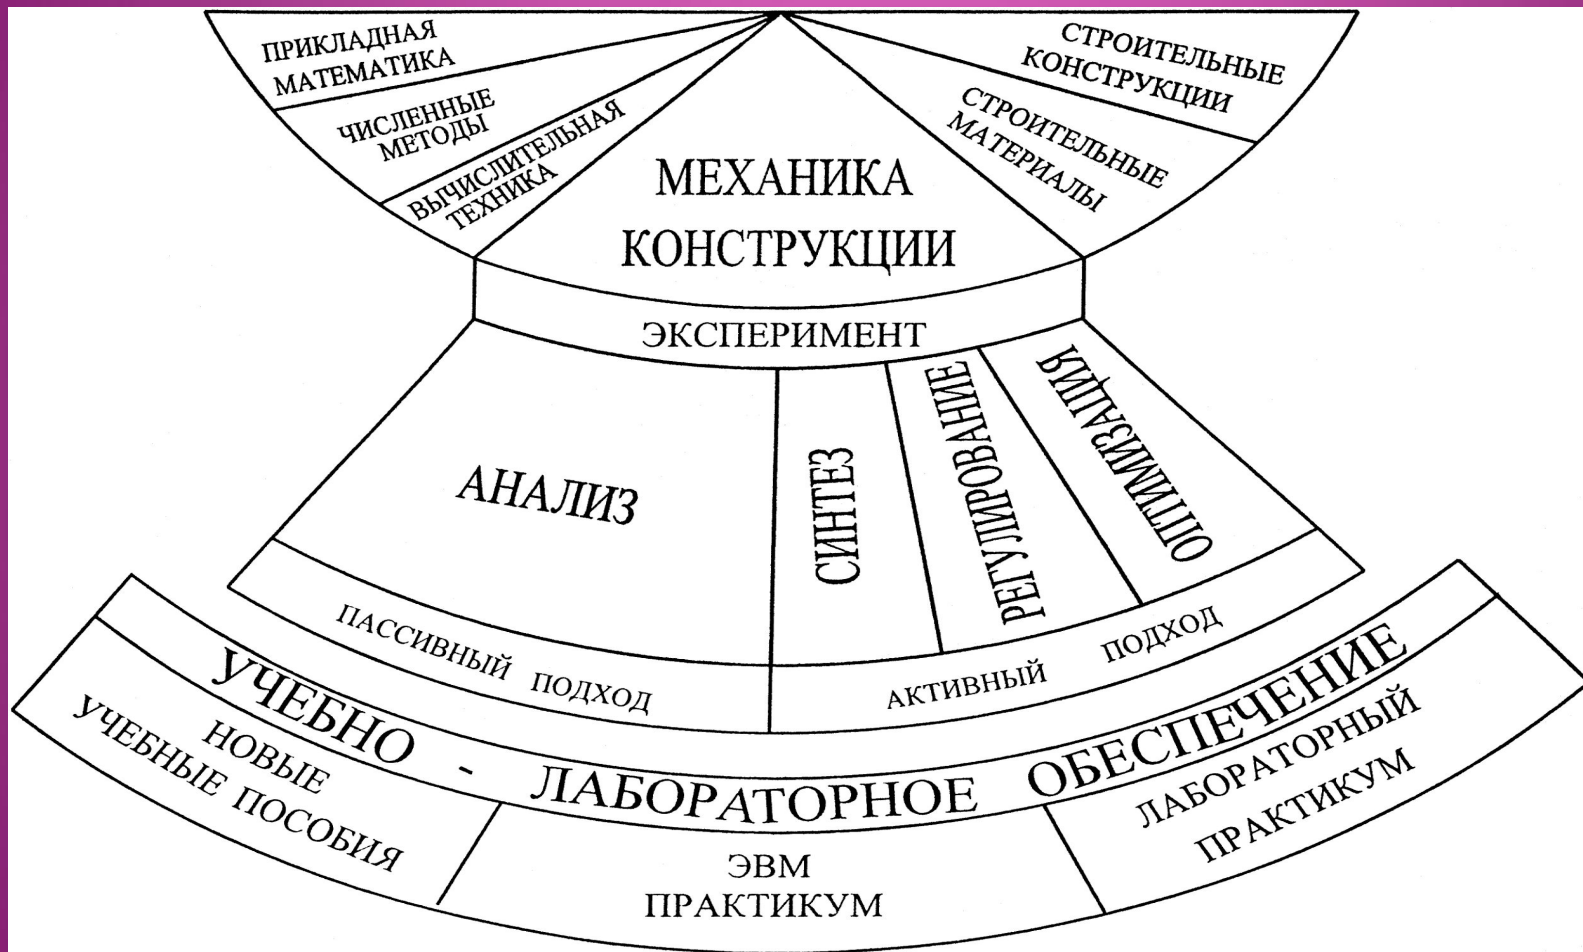 ПРИКЛАДНАЯ
МАТЕМАТИКА
ЧИСЛЕННЫЕ
МЕТОДЫ
ВЫЧИСЛИТЕЛЬНАЯ
ТЕХНИКА
МЕХАНИКА
КОНСТРУКЦИИ
СТРОИТЕЛЬНЫЕ
МАТЕРИАЛЫ
СТРОИТЕЛЬНЫЕ
КОНСТРУКЦИИ
ЭКСПЕРИМЕНТ
АНАЛИЗ
СИНТЕЗ
РЕГУЛИРОВАНИЕ
ОПТИМИЗАЦИЯ
ПАССИВНЫЙ ПОДХОД
АКТИВНЫЙ ПОДХОД
УЧЕБНО - ЛАБОРАТОРНОЕ ОБЕСПЕЧЕНИЕ
НОВЫЕ
УЧЕБНЫЕ ПОСОБИЯ
ЭВМ
ПРАКТИКУМ
ЛАБОРАТОРНЫЙ
ПРАКТИКУМ